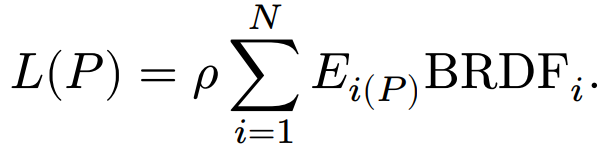 L(P) = ρ ∑_{i=1}^{N} E_{i(P)} BRDF_i.